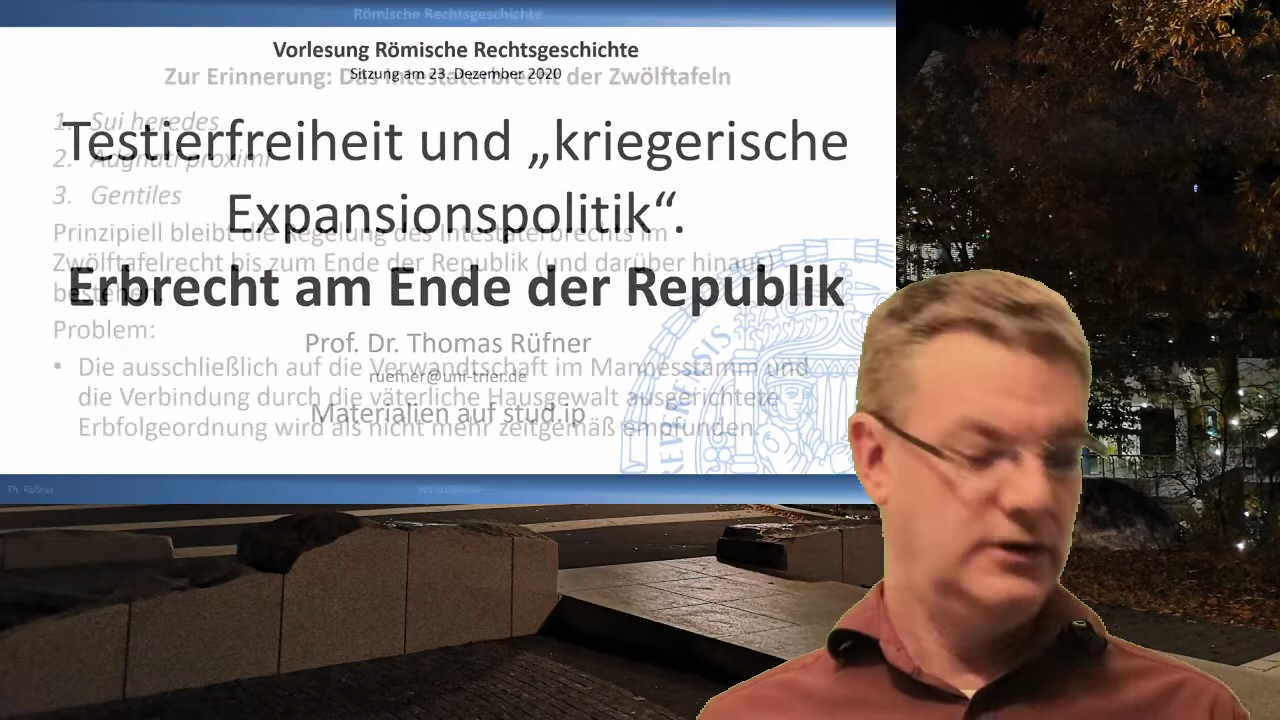 Römische Rechtsgeschichte
Vorlesung Römische Rechtsgeschichte
Sitzung am 23. Dezember 2020
Zur Erinnerung: Das Intestaterbrecht der Zwölftafeln
1. Sui heredes
Testierfreiheit und „kriegerische
2. Adgnati proximi
3. Gentiles
Expansionspolitik“.
Prinzipiell bleibt die Regelung des Intestaterbrechts im
Zwölftafelrecht bis zum Ende der Republik (und darüber hinaus)
Erbrecht am Ende der Republik
bestehen.
Problem:
Prof. Dr. Thomas Rüfner
• Die ausschließlich auf die Verwandtschaft im Mannesstamm und
ruefner@uni-trier.de
die Verbindung durch die väterliche Hausgewalt ausgerichtete
Materialien auf stud.ip
Erbfolgeordnung wird als nicht mehr zeitgemäß empfunden
REVERENSIS
Th. Rüfner